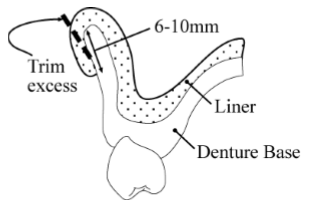 6-10mm
Trim
excess
Liner
Denture Base